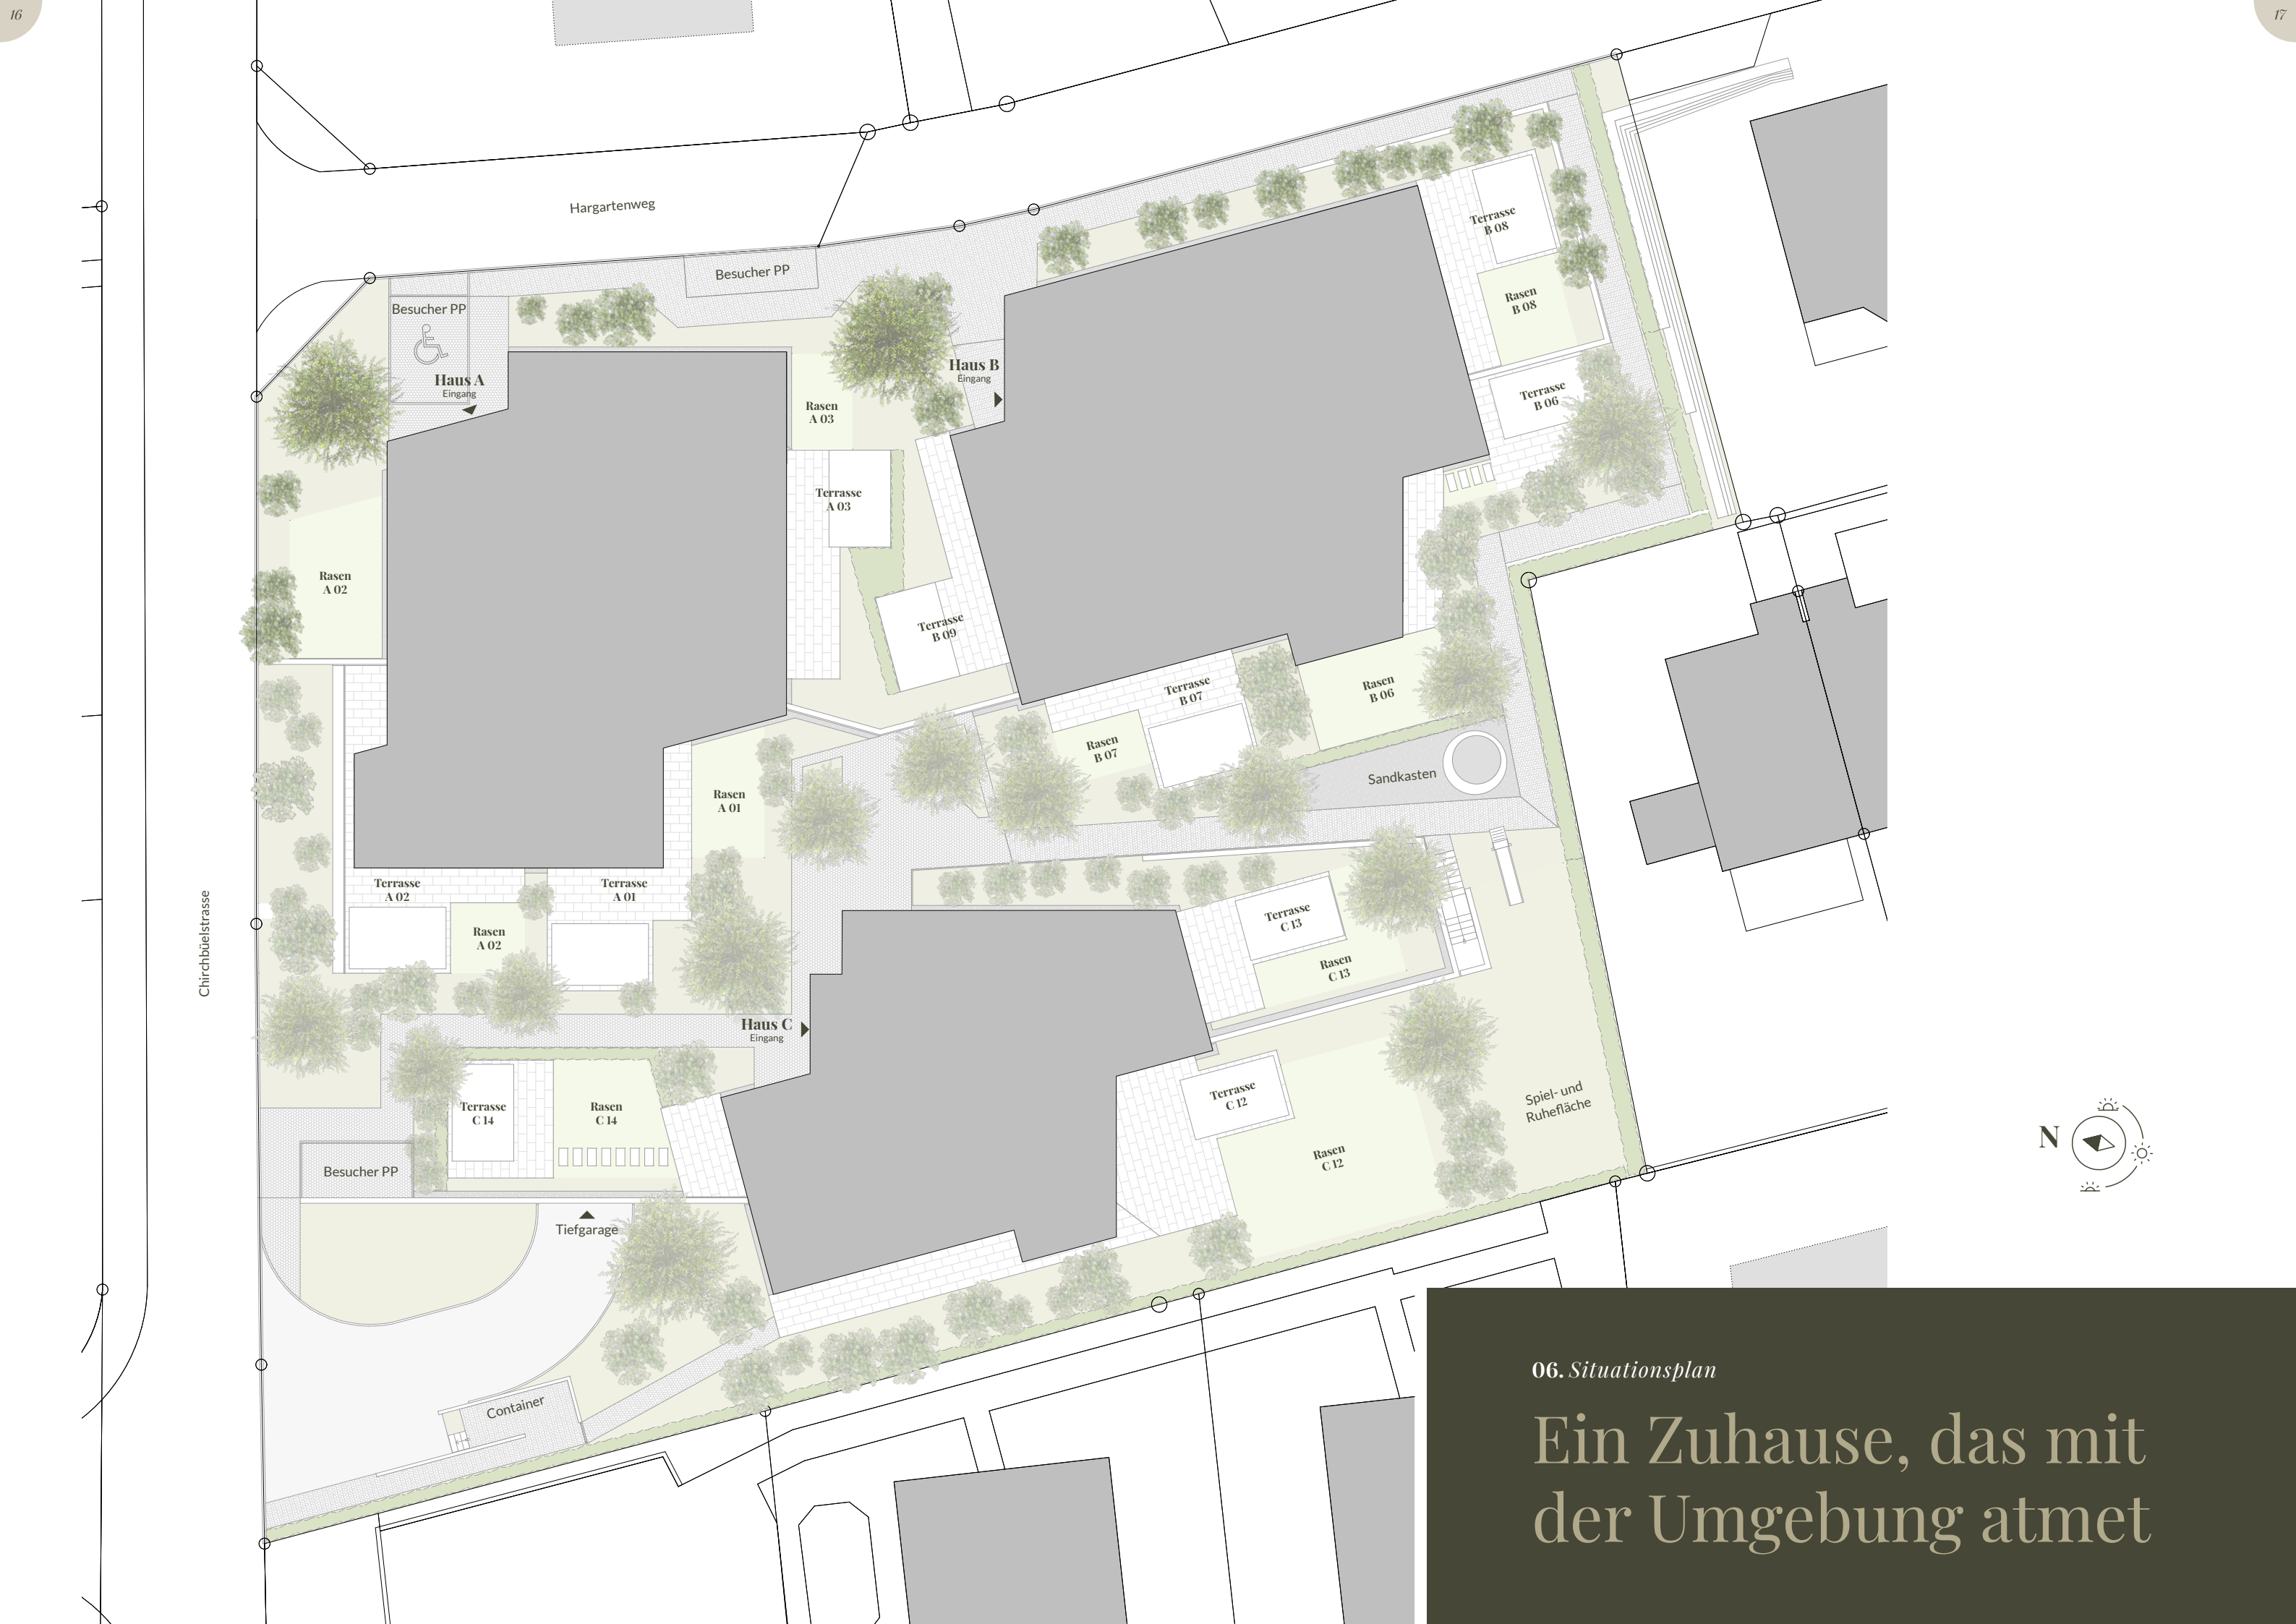 16
17
Hargartenweg
Besucher PP
Besucher PP
Haus A
Eingang
Haus B
Eingang
Terrasse
B 08
Rasen
B 08
Terrasse
B 06
Rasen
A 03
Terrasse
A 03
Rasen
A 02
Terrasse
B 09
Terrasse
B 07
Rasen
B 06
Rasen
B 07
Sandkasten
Rasen
A 01
Chirchbüelstrasse
Terrasse
A 02
Terrasse
A 01
Rasen
A 02
Terrasse
C 13
Rasen
C 13
Haus C
Eingang
Terrasse
C 14
Rasen
C 14
Terrasse
C 12
Rasen
C 12
Spiel- und
Ruhefläche
N
Besucher PP
Tiefgarage
Container
06. Situationsplan
Ein Zuhause, das mit
der Umgebung atmet